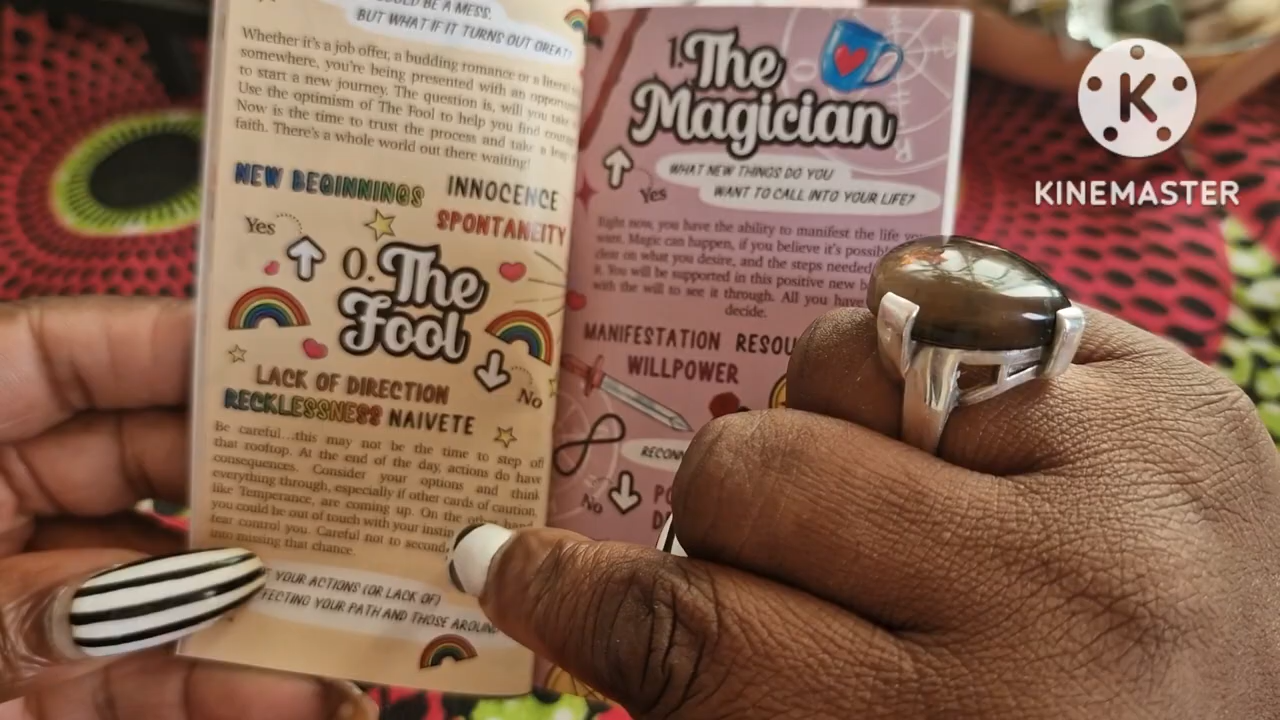 COULD BE A MESS,
BUT WHAT IF IT TURNS OUT GREAT?
Whether it's a job offer, a budding romance or a literal
somewhere, you're being presented with an
to start a new journey. The question is, will you take
Use the optimism of The Fool to help you find
Now is the time to trust the process and take a leap
faith. There's a whole world out there waiting!
NEW BEGINNINGS INNOCENCE
SPONTANEITY
Yes
0. The
Fool
No
LACK OF DIRECTION
RECKLESSNESS NAIVETE
Be careful...this may not be the time to step off
that rooftop. At the end of the day, actions do have
consequences. Consider your options and think
everything through, especially if other cards of caution,
like Temperance, are coming up. On the other hand
you could be out of touch with your
fear control you. Careful not to second
into missing that chance.
YOUR ACTIONS (OR LACK OF)
FECTING YOUR PATH AND THOSE AROUND
1. The
Magician
Yes
WHAT NEW THINGS DO YOU
WANT TO CALL INTO YOUR LIFE?
Right now, you have the ability to manifest the life you
want. Magic can happen, if you believe it's
clear on what you desire, and the steps needed
it. You will be supported in this positive new
with the will to see it through. All you have
decide.
MANIFESTATION
WILLPOWER
No
K
KINEMASTER